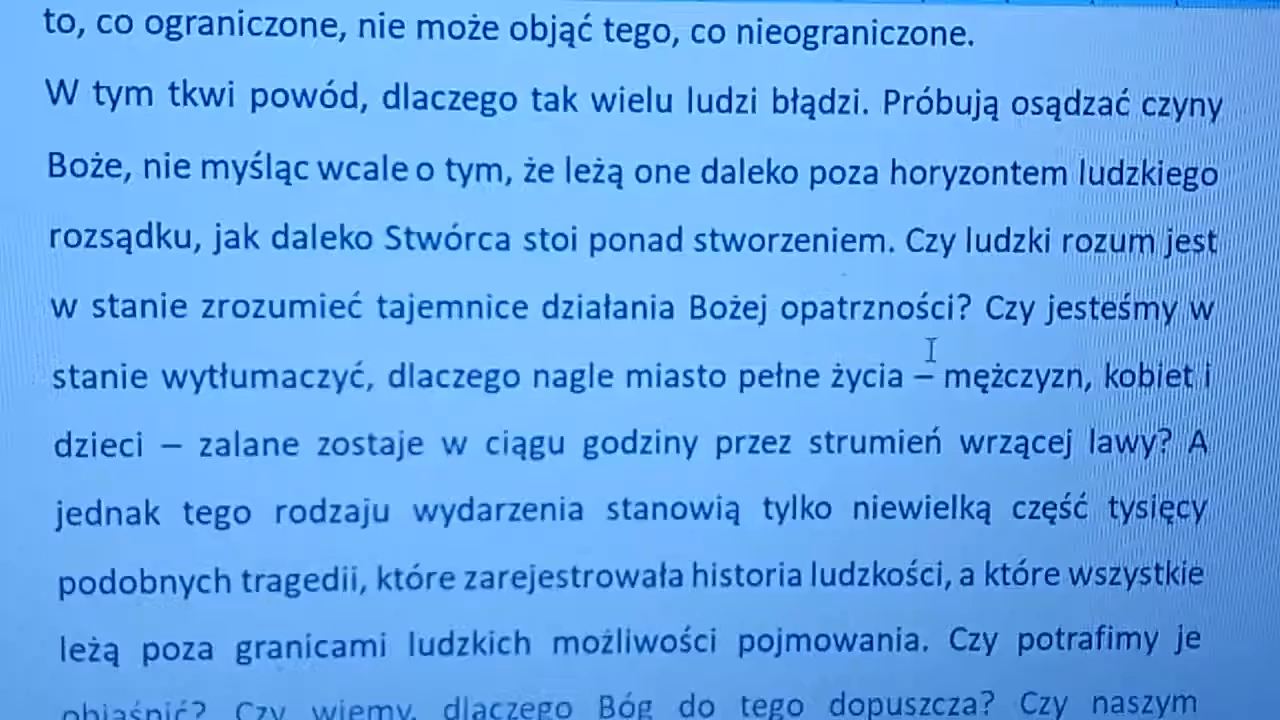 to, co ograniczone, nie może objąć tego, co nieograniczone.
W tym tkwi powód, dlaczego tak wielu ludzi błądzi. Próbują osądzać czyny
Boże, nie myśląc wcale o tym, że leżą one daleko poza horyzontem ludzkiego
rozsądku, jak daleko Stwórca stoi ponad stworzeniem. Czy ludzki rozum jest
w stanie zrozumieć tajemnice działania Bożej opatrzności? Czy jesteśmy w
stanie wytłumaczyć, dlaczego nagle miasto pełne życia – mężczyzn, kobiet i
dzieci – zalane zostaje w ciągu godziny przez strumień wrzącej lawy? A
jednak tego rodzaju wydarzenia stanowią tylko niewielką część tysięcy
podobnych tragedii, które zarejestrowała historia ludzkości, a które wszystkie
leżą poza granicami ludzkich możliwości pojmowania. Czy potrafimy je
objaśnić? Czy wiemy, dlaczego Bóg do tego dopuszcza? Czy naszym